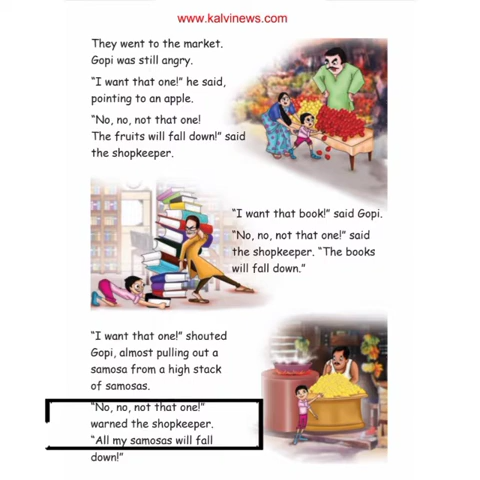 www.kalvinews.com
They went to the market.
Gopi was still angry.
"I want that one!" he said,
pointing to an apple.
"No, no, not that one!
The fruits will fall down!" said
the shopkeeper.
"I want that book!" said Gopi.
"No, no, not that one!" said
the shopkeeper. "The books
will fall down."
"I want that one!" shouted
Gopi, almost pulling out a
samosa from a high stack
of samosas.
"No, no, not that one!"
warned the shopkeeper.
"All my samosas will fall
down!"